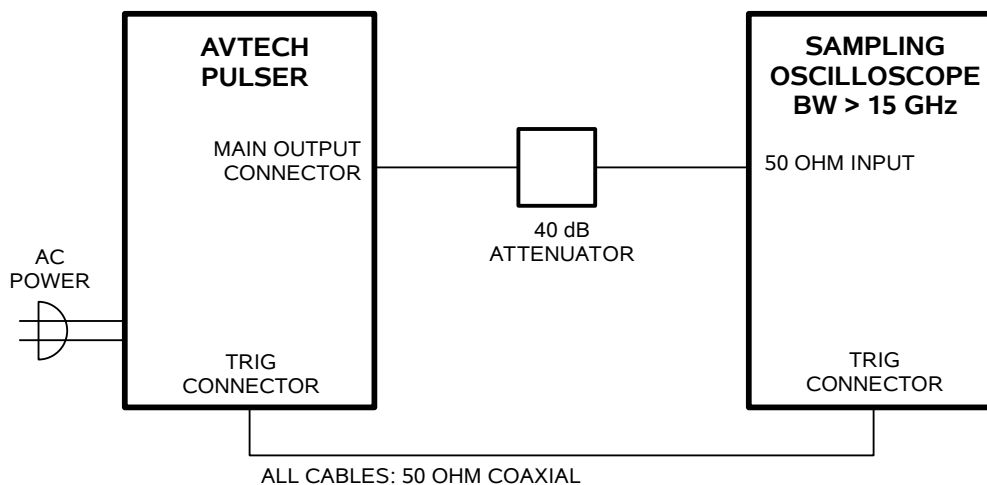 AVTECH
PULSER
MAIN OUTPUT
CONNECTOR
AC
POWER
TRIG
CONNECTOR
40 dB
ATTENUATOR
SAMPLING
OSCILLOSCOPE
BW > 15 GHz
50 OHM INPUT
TRIG
CONNECTOR
ALL CABLES: 50 OHM COAXIAL